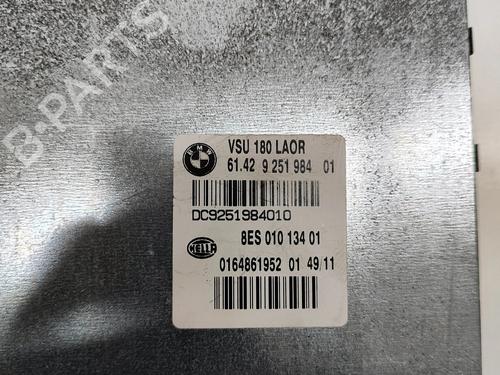 B-PARTS
VSU 180 LAOR
BMW
61.42 9 251 984 01
DC9251984010
8ES 010 134 01
HELLA
0164861952 01 49/11